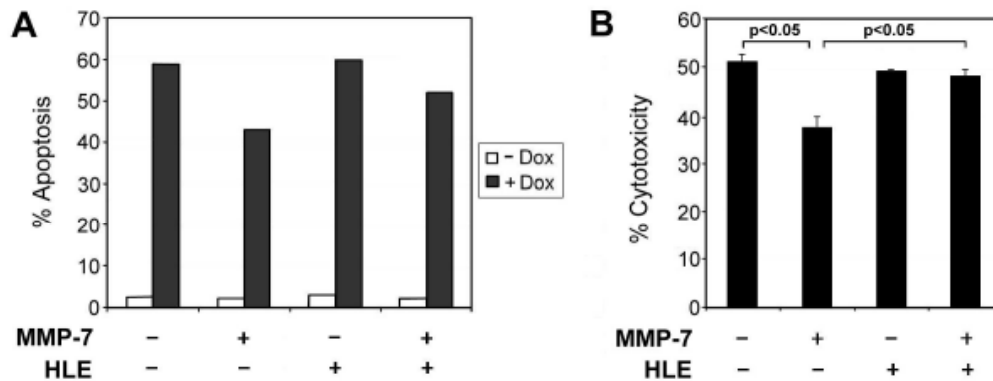 A
70
60
50
40
30
20
10
0
% Apoptosis
– Dox
+ Dox
MMP-7 – + – +
HLE – – + +
B
60%
50
40
30
20
10
0
% Cytotoxicity
p<0.05 p<0.05
MMP-7 – + – +
HLE – – + +